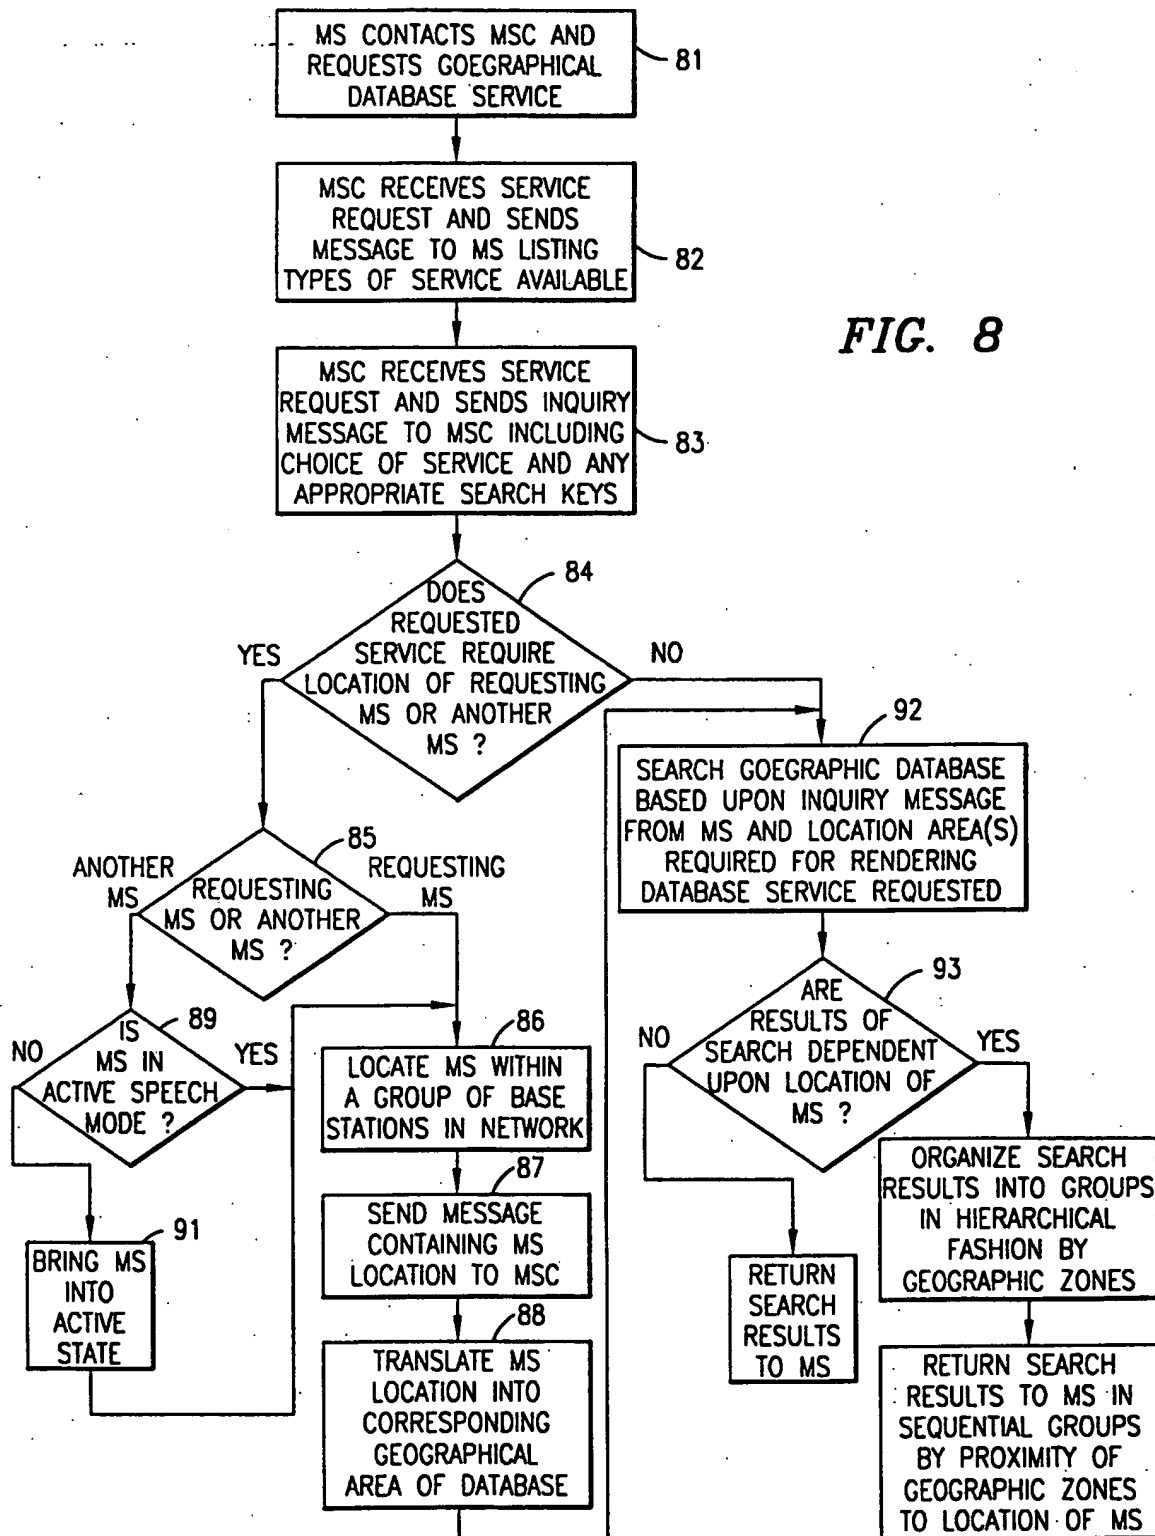 MS CONTACTS MSC AND
REQUESTS GOEGRAPHICAL
DATABASE SERVICE
81
MSC RECEIVES SERVICE
REQUEST AND SENDS
MESSAGE TO MS LISTING
TYPES OF SERVICE AVAILABLE
82
FIG. 8
MSC RECEIVES SERVICE
REQUEST AND SENDS INQUIRY
MESSAGE TO MSC INCLUDING
CHOICE OF SERVICE AND ANY
APPROPRIATE SEARCH KEYS
83
84
DOES
REQUESTED
SERVICE REQUIRE
LOCATION OF REQUESTING
MS OR ANOTHER
MS ?
YES
NO
85
ANOTHER
MS
REQUESTING
MS
REQUESTING
MS OR ANOTHER
MS ?
92
SEARCH GOEGRAPHIC DATABASE
BASED UPON INQUIRY MESSAGE
FROM MS AND LOCATION AREA(S)
REQUIRED FOR RENDERING
DATABASE SERVICE REQUESTED
89
IS
MS IN
ACTIVE SPEECH
MODE ?
NO
YES
86
LOCATE MS WITHIN
A GROUP OF BASE
STATIONS IN NETWORK
93
ARE
RESULTS OF
SEARCH DEPENDENT
UPON LOCATION OF
MS ?
NO
YES
87
SEND MESSAGE
CONTAINING MS
LOCATION TO MSC
91
BRING MS
INTO
ACTIVE
STATE
88
TRANSLATE MS
LOCATION INTO
CORRESPONDING
GEOGRAPHICAL
AREA OF DATABASE
RETURN
SEARCH
RESULTS
TO MS
ORGANIZE SEARCH
RESULTS INTO GROUPS
IN HIERARCHICAL
FASHION BY
GEOGRAPHIC ZONES
RETURN SEARCH
RESULTS TO MS IN
SEQUENTIAL GROUPS
BY PROXIMITY OF
GEOGRAPHIC ZONES
TO LOCATION OF MS